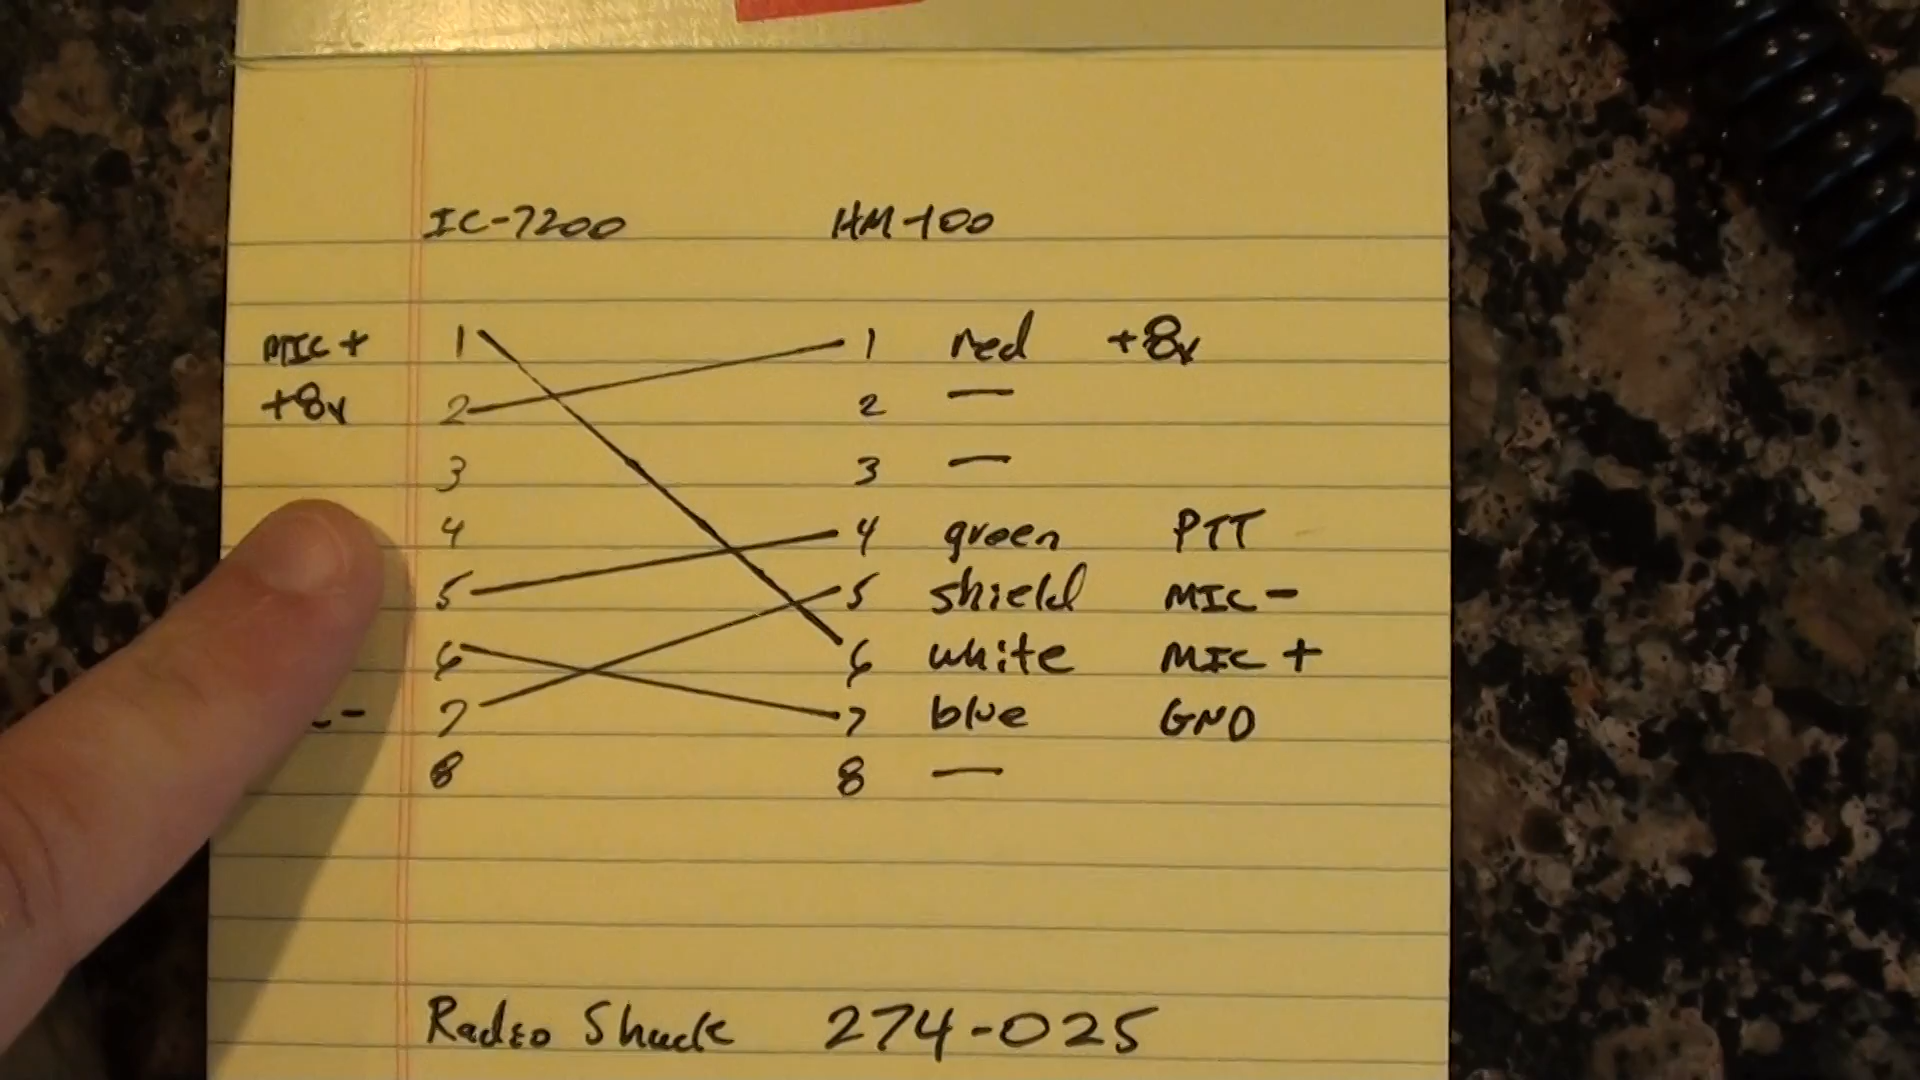 IC-7200 HM-100
MIC + 1 1 red +8v
+8v 2 2 —
3 3 —
4 4 green PTT
5 5 shield MIC -
6 6 white MIC +
- 7 7 blue GND
8 8 —
Radio Shack 274-025